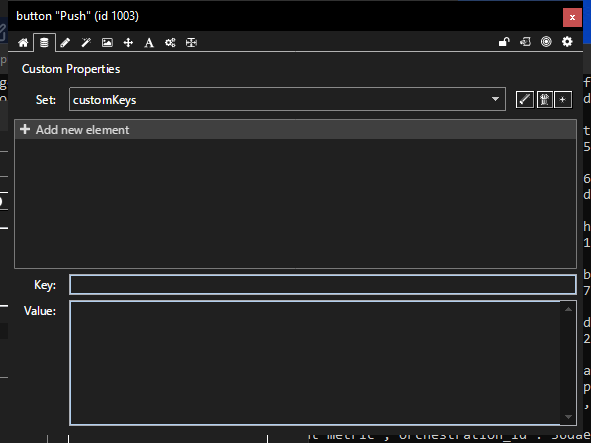 button "Push" (id 1003)
x
A
Custom Properties
Set: customKeys
+
+ Add new element
Key:
Value: